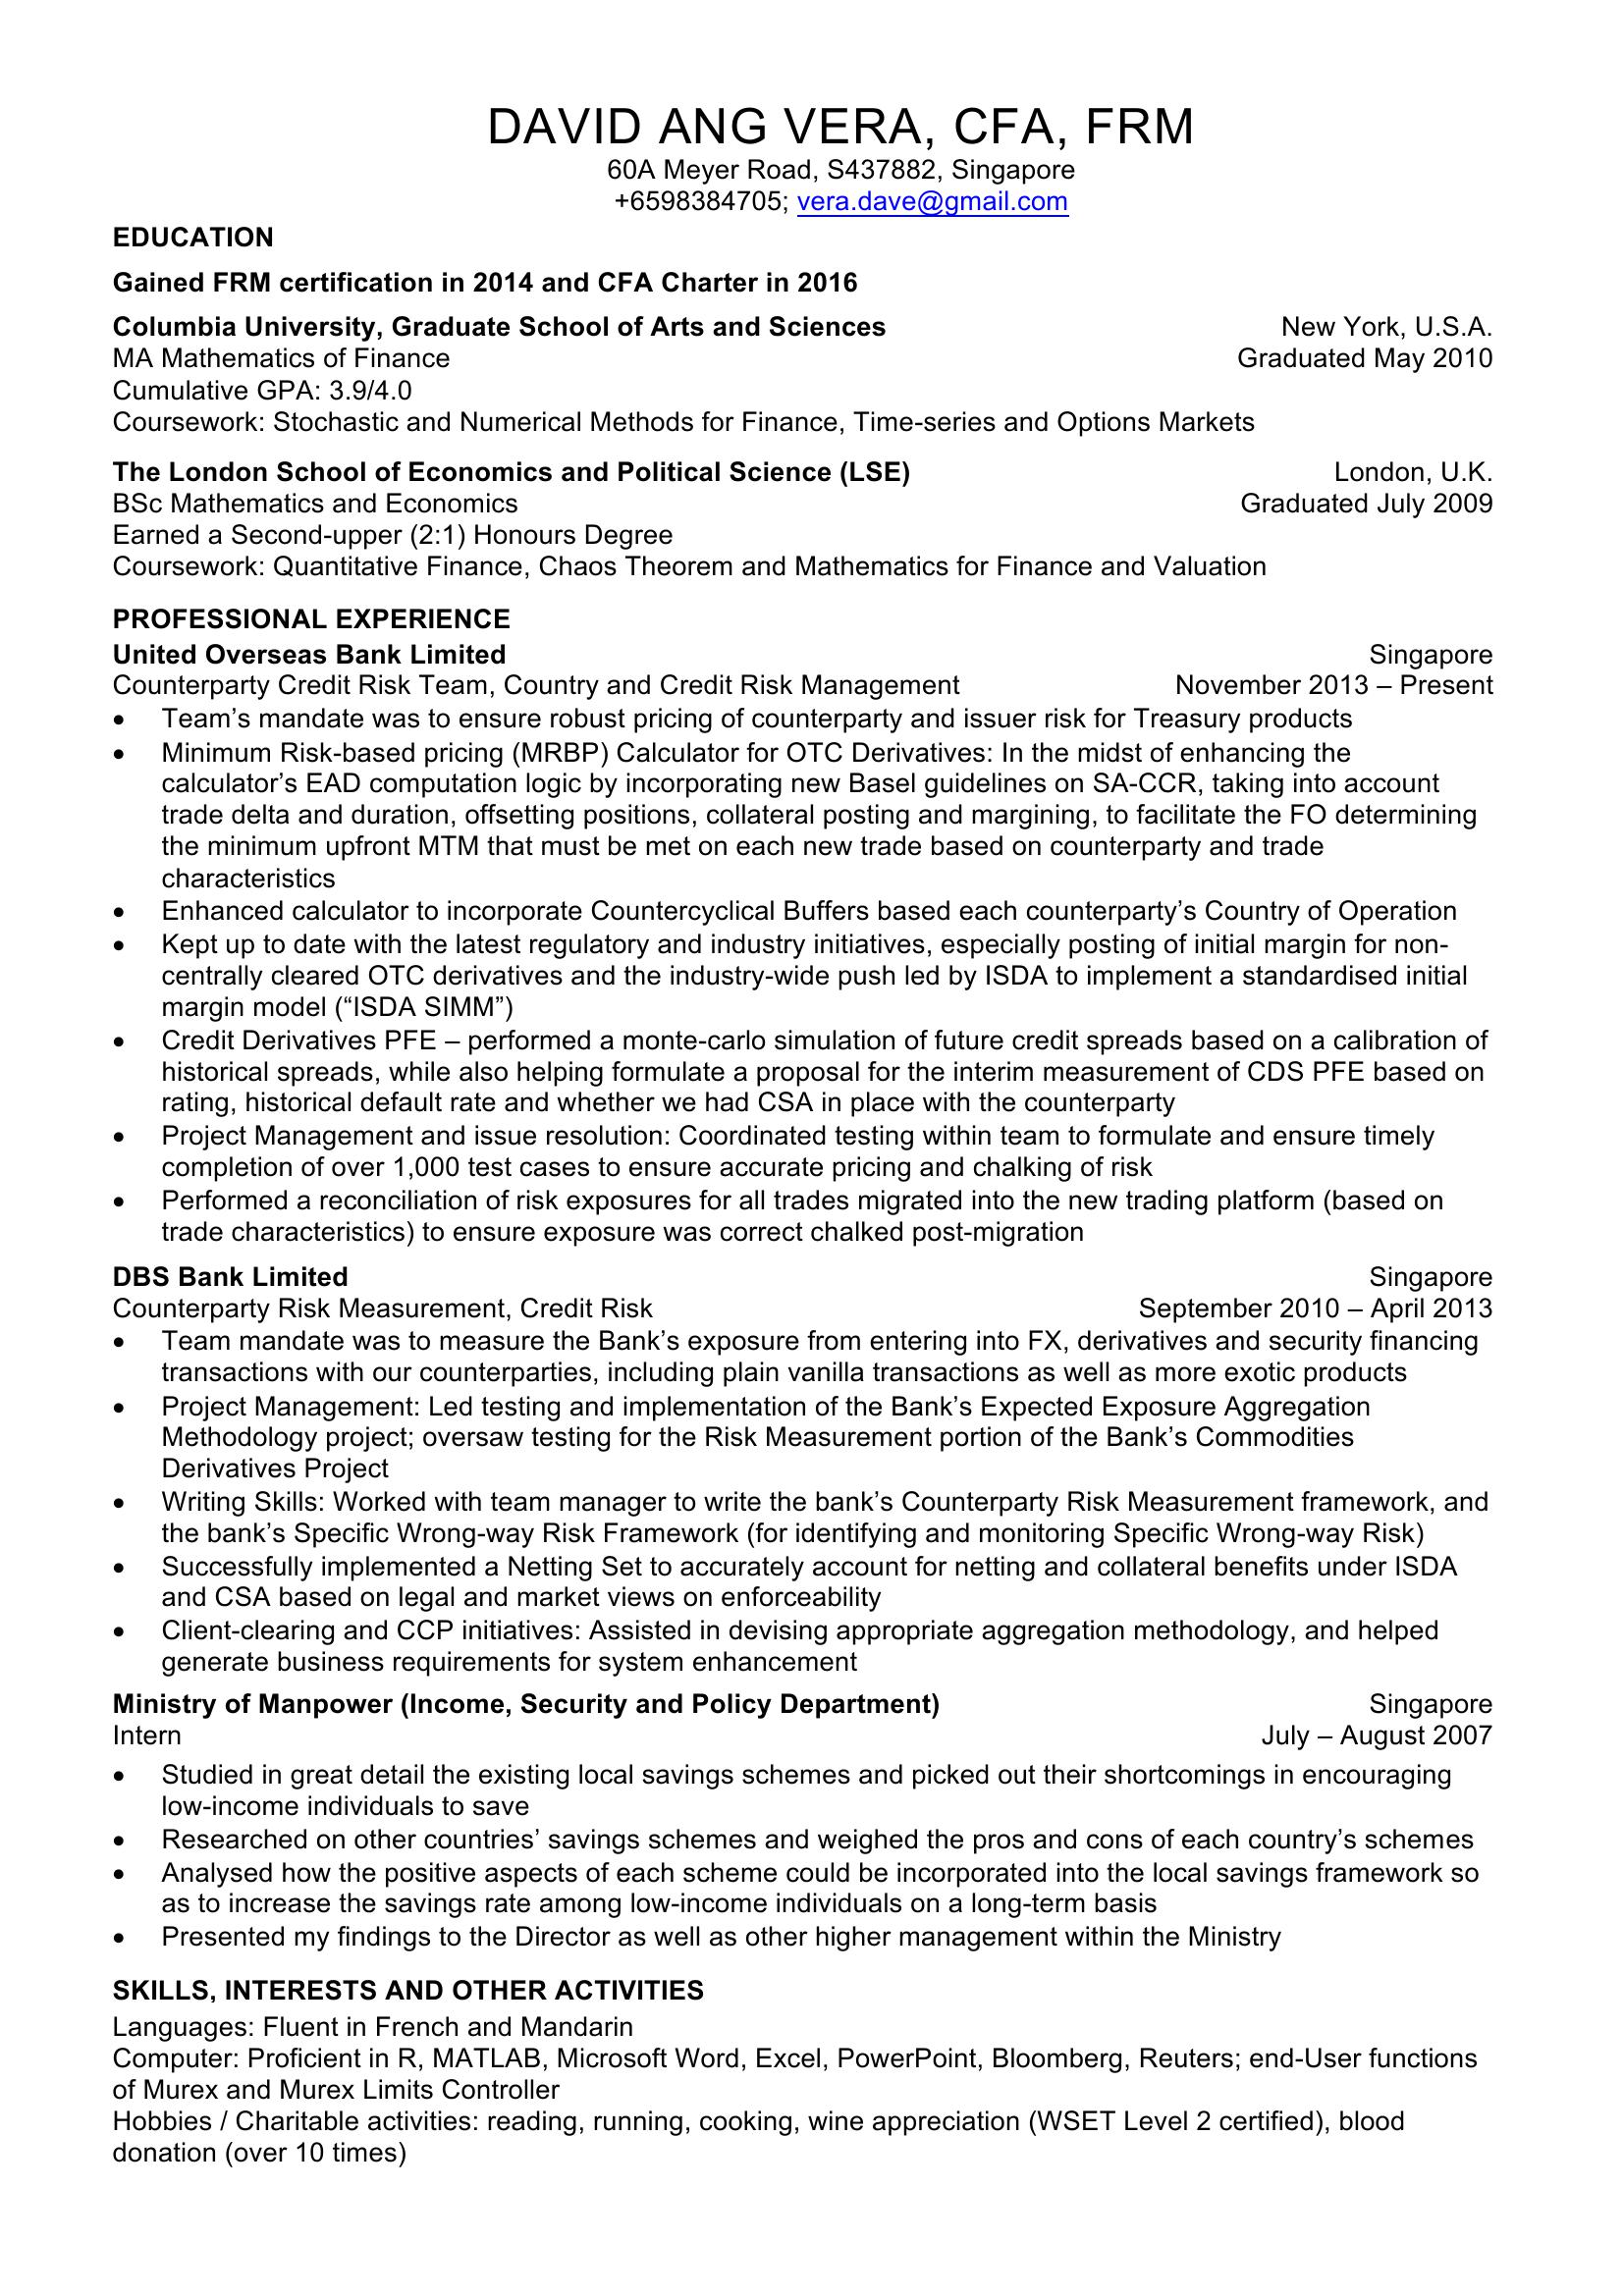 DAVID ANG VERA, CFA, FRM
60A Meyer Road, S437882, Singapore
+6598384705; vera.dave@gmail.com
EDUCATION
Gained FRM certification in 2014 and CFA Charter in 2016
Columbia University, Graduate School of Arts and Sciences New York, U.S.A.
MA Mathematics of Finance Graduated May 2010
Cumulative GPA: 3.9/4.0
Coursework: Stochastic and Numerical Methods for Finance, Time-series and Options Markets
The London School of Economics and Political Science (LSE) London, U.K.
BSc Mathematics and Economics Graduated July 2009
Earned a Second-upper (2:1) Honours Degree
Coursework: Quantitative Finance, Chaos Theorem and Mathematics for Finance and Valuation
PROFESSIONAL EXPERIENCE
United Overseas Bank Limited Singapore
Counterparty Credit Risk Team, Country and Credit Risk Management November 2013 – Present
• Team’s mandate was to ensure robust pricing of counterparty and issuer risk for Treasury products
• Minimum Risk-based pricing (MRBP) Calculator for OTC Derivatives: In the midst of enhancing the
calculator’s EAD computation logic by incorporating new Basel guidelines on SA-CCR, taking into account
trade delta and duration, offsetting positions, collateral posting and margining, to facilitate the FO determining
the minimum upfront MTM that must be met on each new trade based on counterparty and trade
characteristics
• Enhanced calculator to incorporate Countercyclical Buffers based each counterparty’s Country of Operation
• Kept up to date with the latest regulatory and industry initiatives, especially posting of initial margin for non-
centrally cleared OTC derivatives and the industry-wide push led by ISDA to implement a standardised initial
margin model (“ISDA SIMM”)
• Credit Derivatives PFE – performed a monte-carlo simulation of future credit spreads based on a calibration of
historical spreads, while also helping formulate a proposal for the interim measurement of CDS PFE based on
rating, historical default rate and whether we had CSA in place with the counterparty
• Project Management and issue resolution: Coordinated testing within team to formulate and ensure timely
completion of over 1,000 test cases to ensure accurate pricing and chalking of risk
• Performed a reconciliation of risk exposures for all trades migrated into the new trading platform (based on
trade characteristics) to ensure exposure was correct chalked post-migration
DBS Bank Limited Singapore
Counterparty Risk Measurement, Credit Risk September 2010 – April 2013
• Team mandate was to measure the Bank’s exposure from entering into FX, derivatives and security financing
transactions with our counterparties, including plain vanilla transactions as well as more exotic products
• Project Management: Led testing and implementation of the Bank’s Expected Exposure Aggregation
Methodology project; oversaw testing for the Risk Measurement portion of the Bank’s Commodities
Derivatives Project
• Writing Skills: Worked with team manager to write the bank’s Counterparty Risk Measurement framework, and
the bank’s Specific Wrong-way Risk Framework (for identifying and monitoring Specific Wrong-way Risk)
• Successfully implemented a Netting Set to accurately account for netting and collateral benefits under ISDA
and CSA based on legal and market views on enforceability
• Client-clearing and CCP initiatives: Assisted in devising appropriate aggregation methodology, and helped
generate business requirements for system enhancement
Ministry of Manpower (Income, Security and Policy Department) Singapore
Intern July – August 2007
• Studied in great detail the existing local savings schemes and picked out their shortcomings in encouraging
low-income individuals to save
• Researched on other countries’ savings schemes and weighed the pros and cons of each country’s schemes
• Analysed how the positive aspects of each scheme could be incorporated into the local savings framework so
as to increase the savings rate among low-income individuals on a long-term basis
• Presented my findings to the Director as well as other higher management within the Ministry
SKILLS, INTERESTS AND OTHER ACTIVITIES
Languages: Fluent in French and Mandarin
Computer: Proficient in R, MATLAB, Microsoft Word, Excel, PowerPoint, Bloomberg, Reuters; end-User functions
of Murex and Murex Limits Controller
Hobbies / Charitable activities: reading, running, cooking, wine appreciation (WSET Level 2 certified), blood
donation (over 10 times)